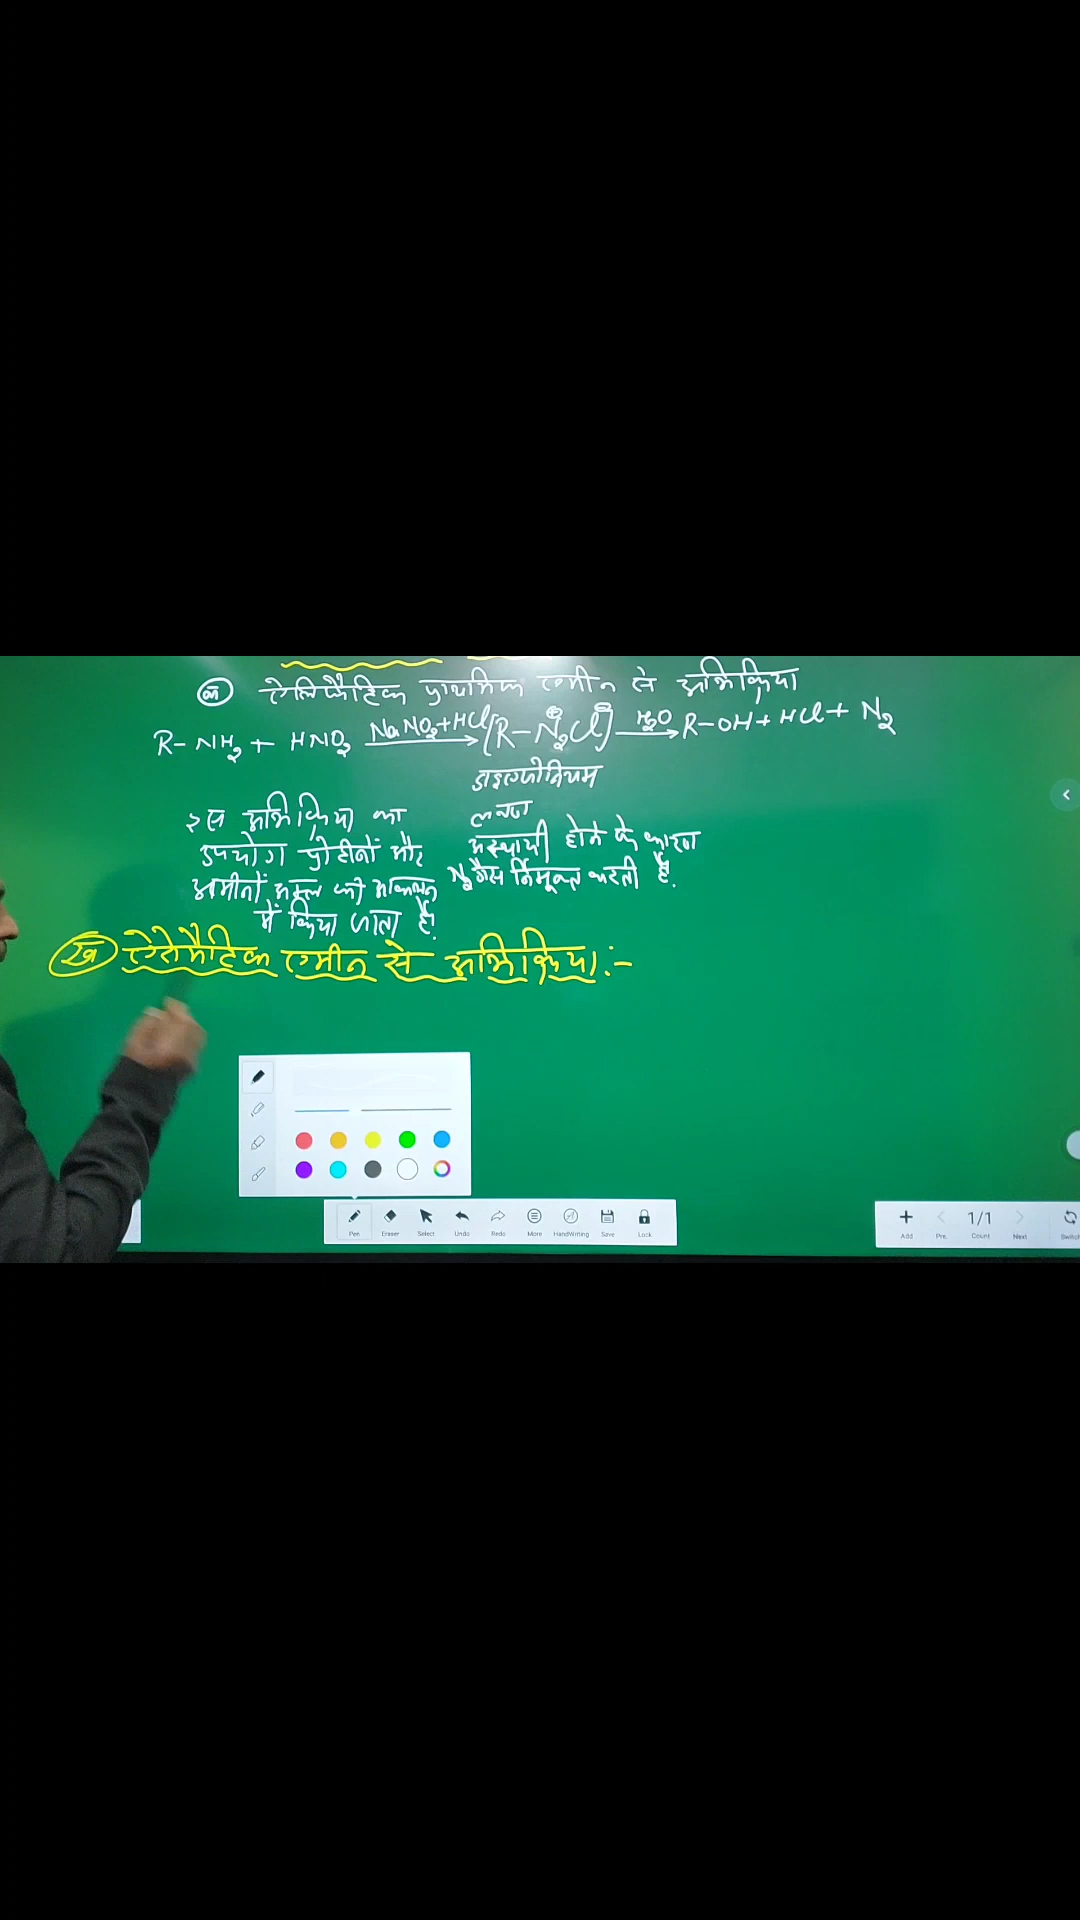 क ऐलिफैटिक प्राथमिक एमीन से अभिक्रिया
R-NH₂ + HNO₂ NaNO₂+HCl→ (R-N₂⊕Cl⊖) H₂O→ R-OH + HCl + N₂
डाइएजोनियम
लवण
अस्थायी होने के कारण
N₂ गैस निमुक्त करती है.
इस अभिक्रिया का
उपयोग प्रोटीनों और
अमीनों अम्ल की आकलन
में किया जाता है.
ख ऐरोमैटिक एमीन से अभिक्रिया:-
Pen Eraser Select Undo Redo More HandWriting Save Lock
1/1
Add Pre. Count Next Switch